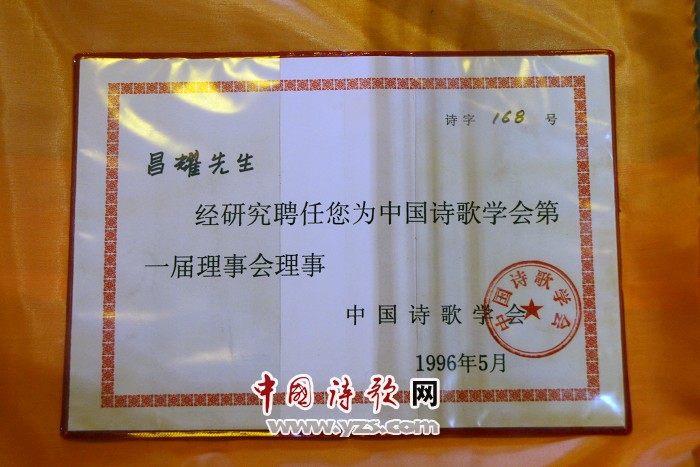 诗字 168 号
昌耀先生
经研究聘任您为中国诗歌学会第
一届理事会理事
中国诗歌学会
中国诗歌学会
1996年5月
中国诗歌网
www.yzs.com